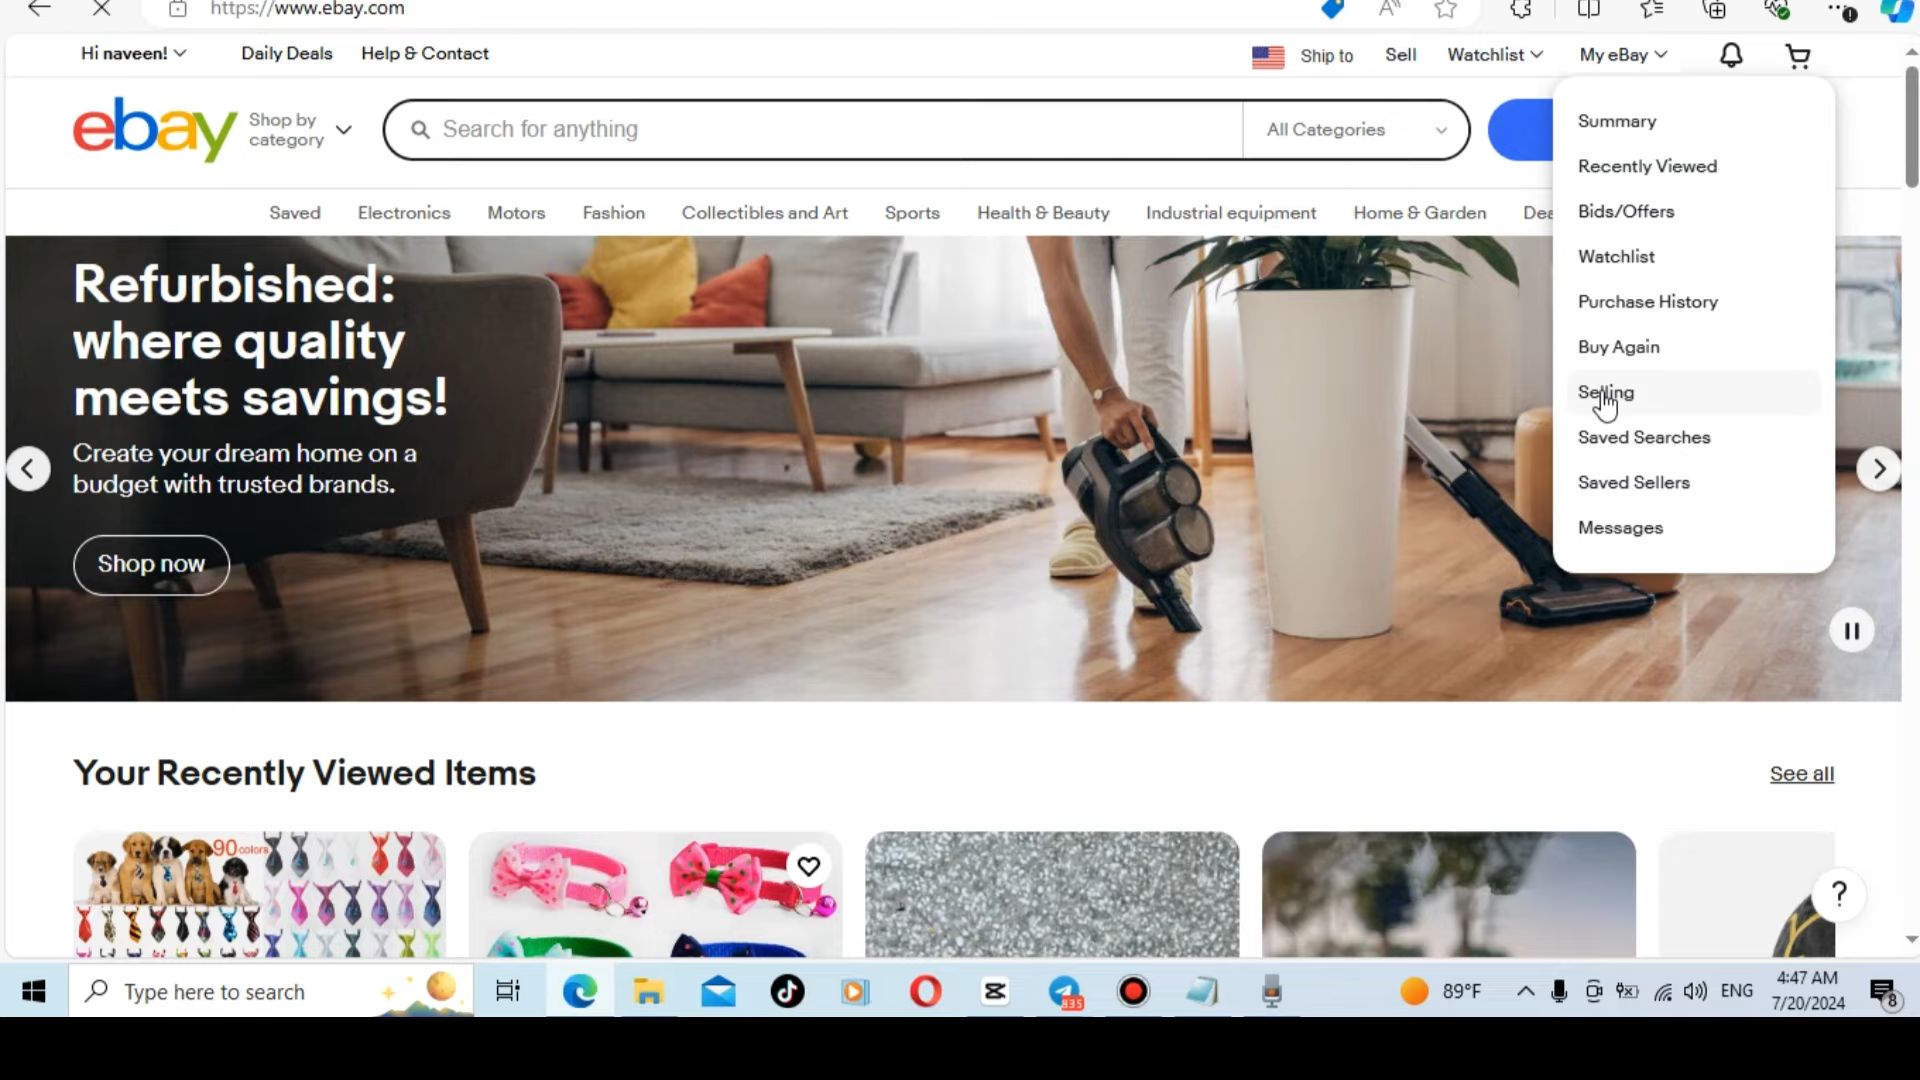 https://www.ebay.com
Hi naveen! Daily Deals Help & Contact Ship to Sell Watchlist My eBay
ebay Shop by category Search for anything All Categories
Saved Electronics Motors Fashion Collectibles and Art Sports Health & Beauty Industrial equipment Home & Garden
Summary
Recently Viewed
Bids/Offers
Watchlist
Purchase History
Buy Again
Selling
Saved Searches
Saved Sellers
Messages
Refurbished:
where quality
meets savings!
Create your dream home on a
budget with trusted brands.
Shop now
Your Recently Viewed Items See all
90 colors
?
Type here to search 835 89°F ENG 4:47 AM
7/20/2024 8